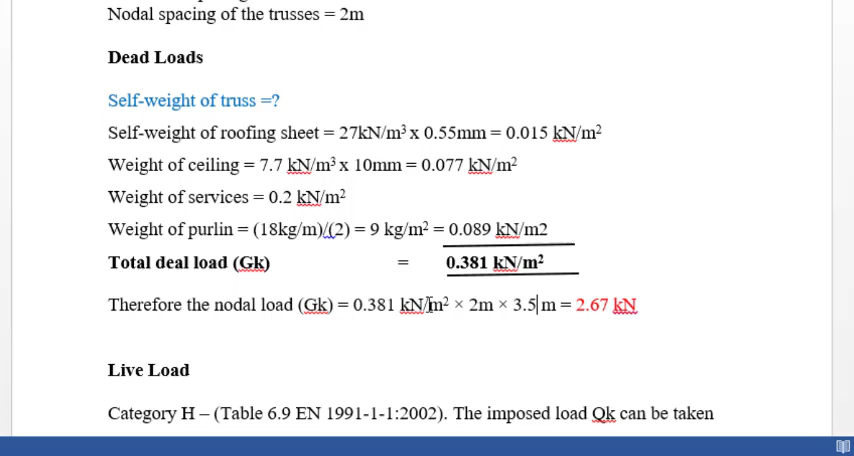 Nodal spacing of the trusses = 2m
Dead Loads
Self-weight of truss =?
Self-weight of roofing sheet = 27kN/m³ x 0.55mm = 0.015 kN/m²
Weight of ceiling = 7.7 kN/m³ x 10mm = 0.077 kN/m²
Weight of services = 0.2 kN/m²
Weight of purlin = (18kg/m)/(2) = 9 kg/m² = 0.089 kN/m2
Total deal load (Gk) = 0.381 kN/m²
Therefore the nodal load (Gk) = 0.381 kN/m² × 2m × 3.5m = 2.67 kN
Live Load
Category H – (Table 6.9 EN 1991-1-1:2002). The imposed load Qk can be taken